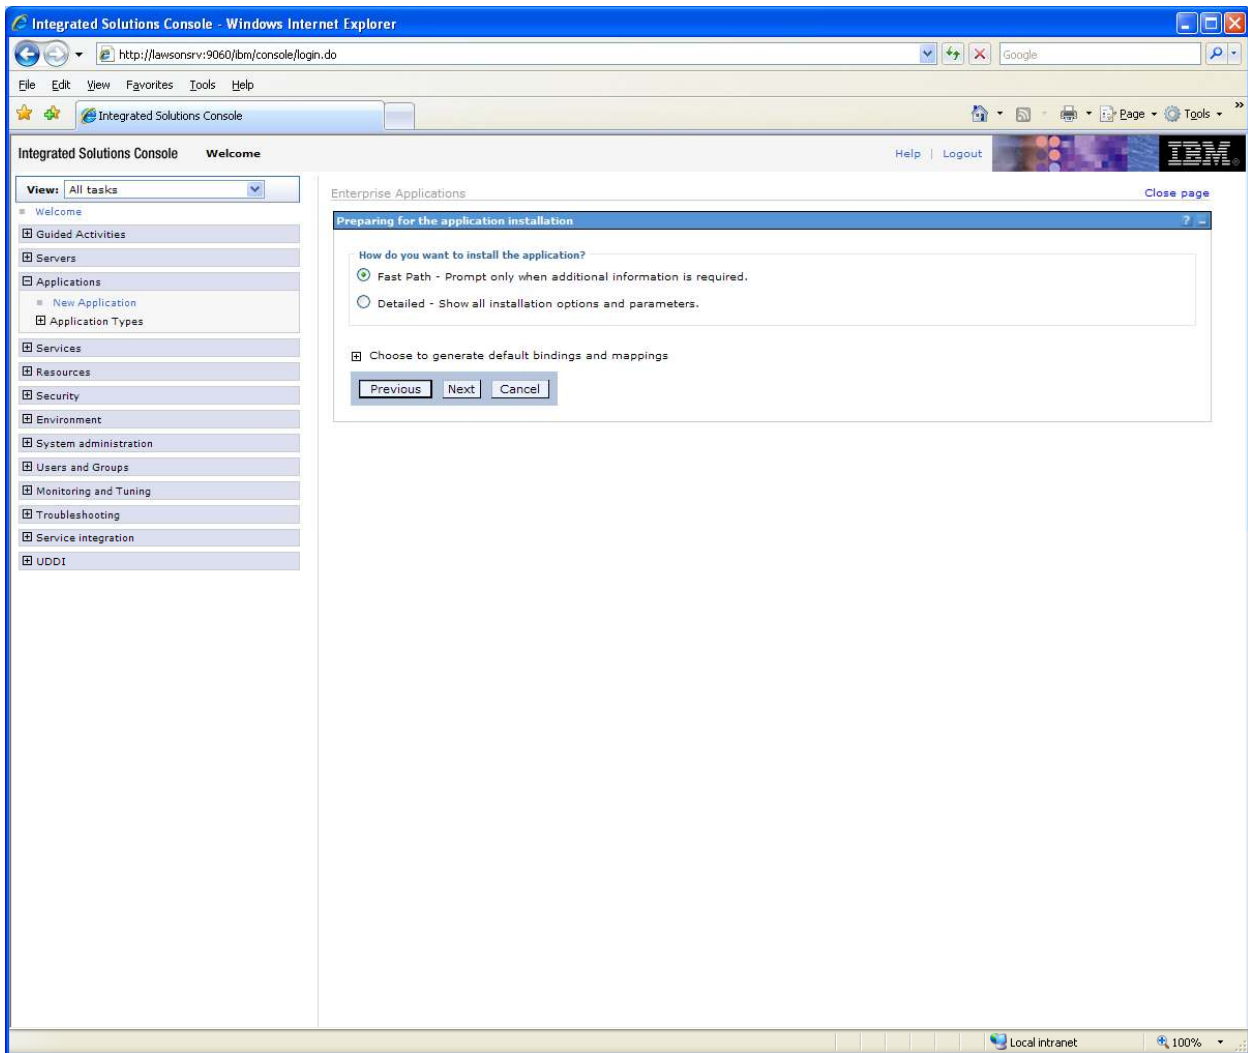 Integrated Solutions Console - Windows Internet Explorer
http://lawsonsrv:9060/ibm/console/login.do
Google
File Edit View Favorites Tools Help
Integrated Solutions Console
Page Tools »
Integrated Solutions Console Welcome
Help | Logout
IBM®
View: All tasks
Welcome
Guided Activities
Servers
Applications
New Application
Application Types
Services
Resources
Security
Environment
System administration
Users and Groups
Monitoring and Tuning
Troubleshooting
Service integration
UDDI
Enterprise Applications
Close page
Preparing for the application installation
? -
How do you want to install the application?
Fast Path - Prompt only when additional information is required.
Detailed - Show all installation options and parameters.
Choose to generate default bindings and mappings
Previous Next Cancel
Local intranet
100%